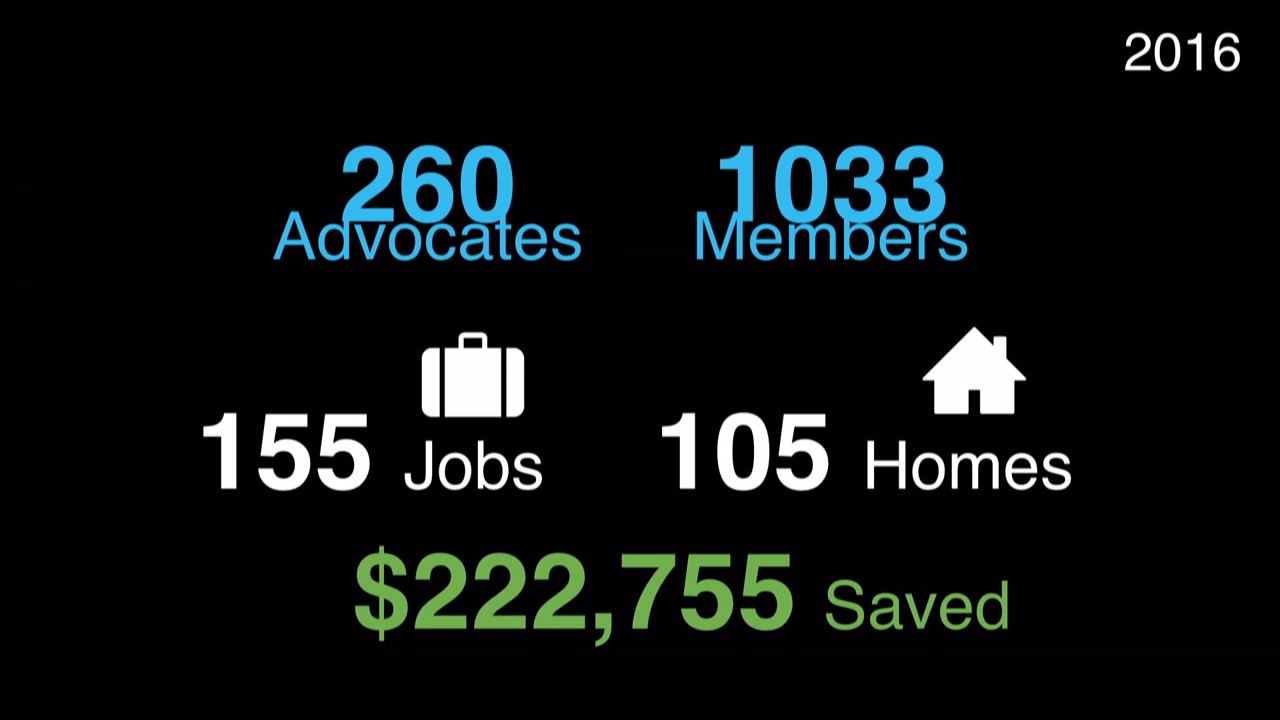 2016
260 1033
Advocates Members
155 Jobs 105 Homes
$222,755 Saved